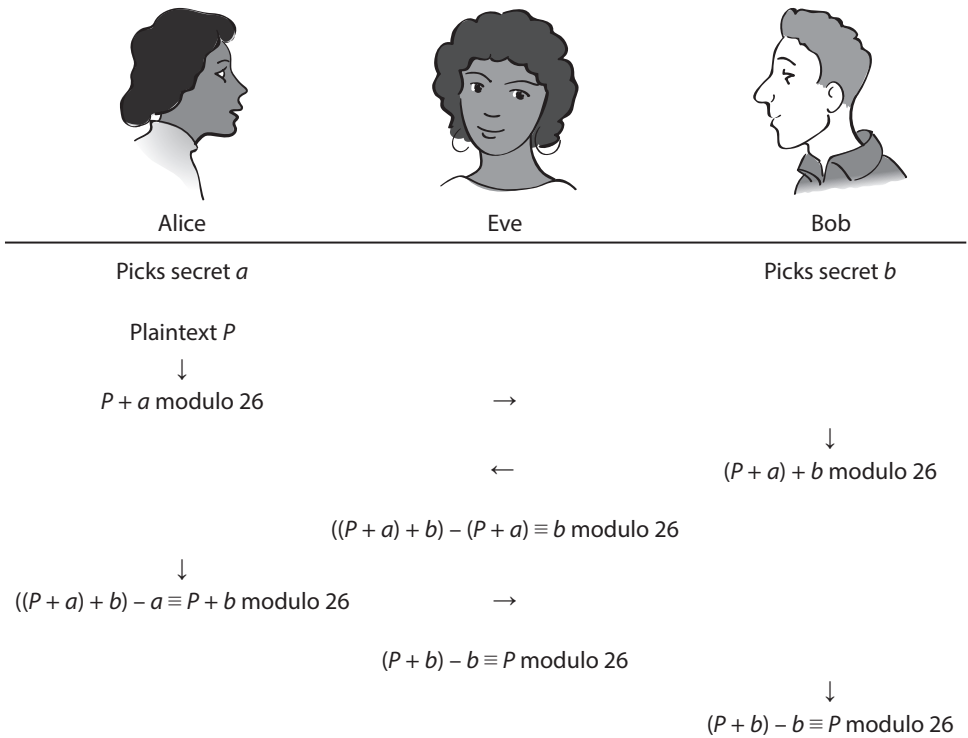 Alice Eve Bob
Picks secret a Picks secret b
Plaintext P
↓
P + a modulo 26 →
↓
← (P + a) + b modulo 26
((P + a) + b) – (P + a) ≡ b modulo 26
↓
((P + a) + b) – a ≡ P + b modulo 26 →
(P + b) – b ≡ P modulo 26
↓
(P + b) – b ≡ P modulo 26